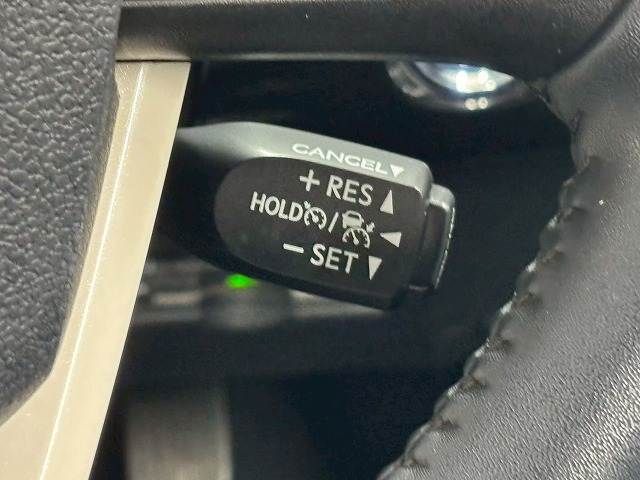 CANCEL▼
+ RES ▲
HOLD / ◀
− SET ▼